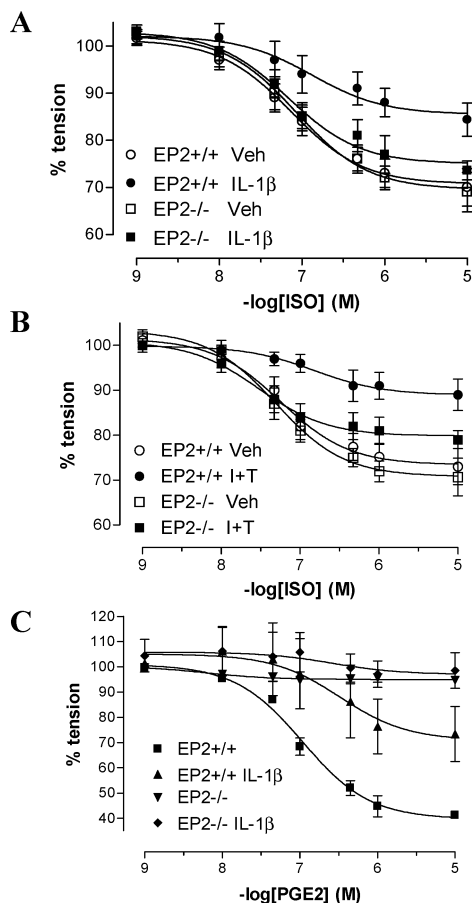 A
100
90
80
70
60
% tension
EP2+/+ Veh
EP2+/+ IL-1β
EP2-/- Veh
EP2-/- IL-1β
9 8 7 6 5
-log[ISO] (M)
B
100
90
80
70
60
% tension
EP2+/+ Veh
EP2+/+ I+T
EP2-/- Veh
EP2-/- I+T
9 8 7 6 5
-log[ISO] (M)
C
120
110
100
90
80
70
60
50
40
% tension
EP2+/+
EP2+/+ IL-1β
EP2-/-
EP2-/- IL-1β
9 8 7 6 5
-log[PGE2] (M)